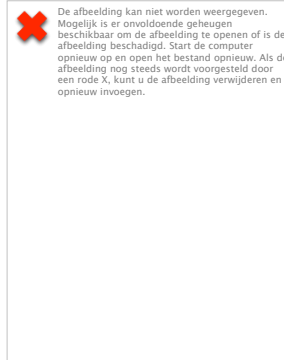 De afbeelding kan niet worden weergegeven.
Mogelijk is er onvoldoende geheugen
beschikbaar om de afbeelding te openen of is de
afbeelding beschadigd. Start de computer
opnieuw op en open het bestand opnieuw. Als de
afbeelding nog steeds wordt voorgesteld door
een rode X, kunt u de afbeelding verwijderen en
opnieuw invoegen.